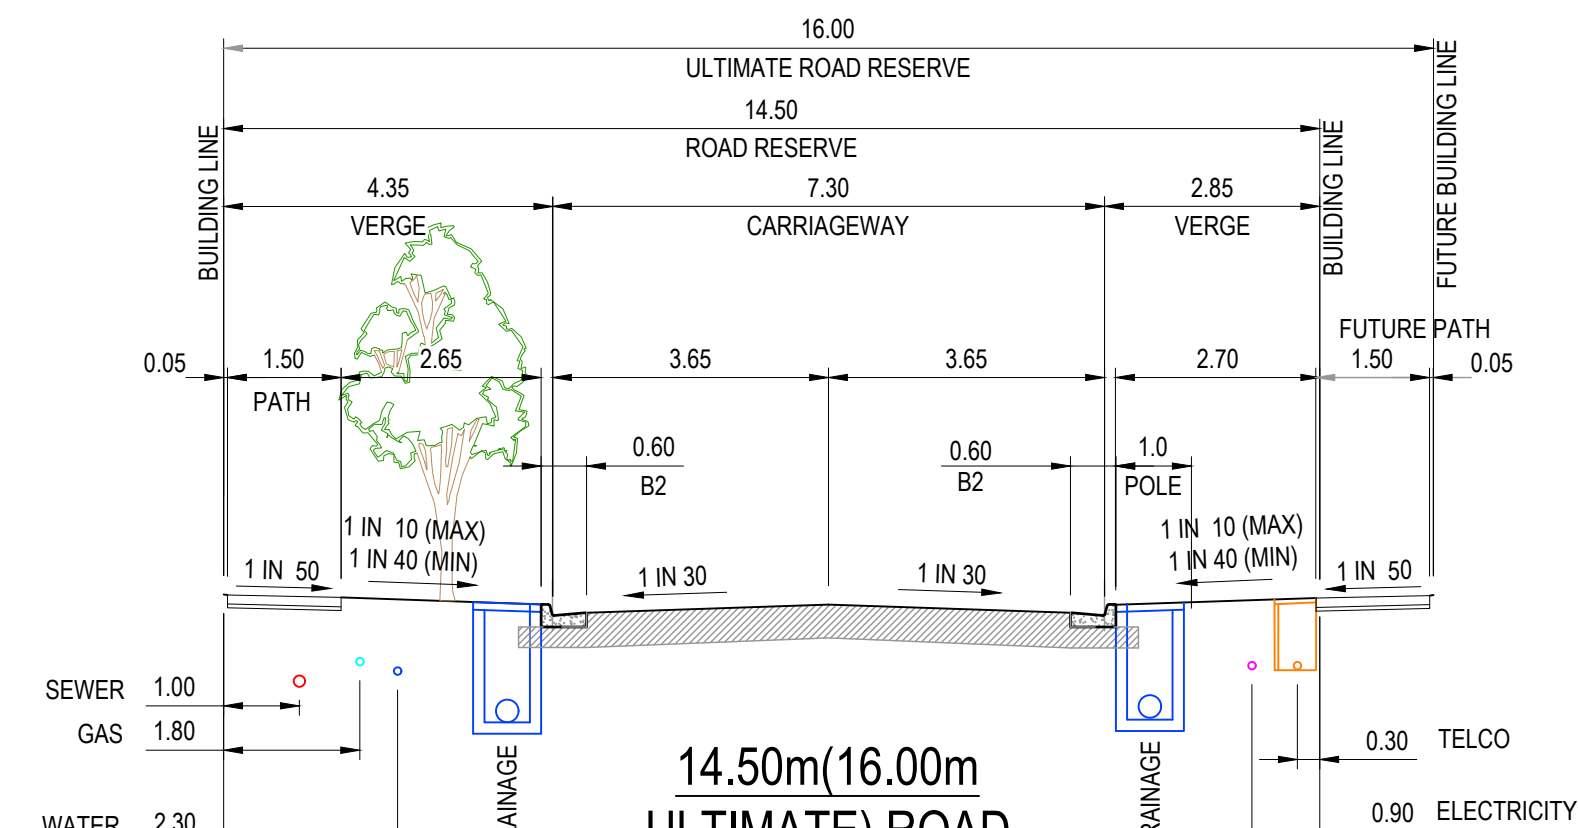 16.00
ULTIMATE ROAD RESERVE
14.50
ROAD RESERVE
BUILDING LINE
BUILDING LINE
FUTURE BUILDING LINE
4.35
7.30
2.85
VERGE
CARRIAGEWAY
VERGE
FUTURE PATH
0.05
1.50
2.65
3.65
3.65
2.70
1.50
0.05
PATH
0.60
B2
0.60
B2
1.0
POLE
1 IN 10 (MAX)
1 IN 40 (MIN)
1 IN 10 (MAX)
1 IN 40 (MIN)
1 IN 50
1 IN 30
1 IN 30
1 IN 50
SEWER 1.00
GAS 1.80
WATER 2.30
0.30 TELCO
0.90 ELECTRICITY
14.50m(16.00m
ULTIMATE) ROAD